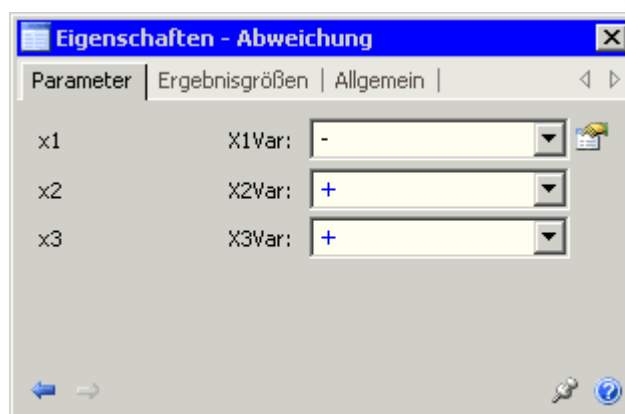 Eigenschaften - Abweichung
Parameter | Ergebnisgrößen | Allgemein |
x1 X1Var: -
x2 X2Var: +
x3 X3Var: +